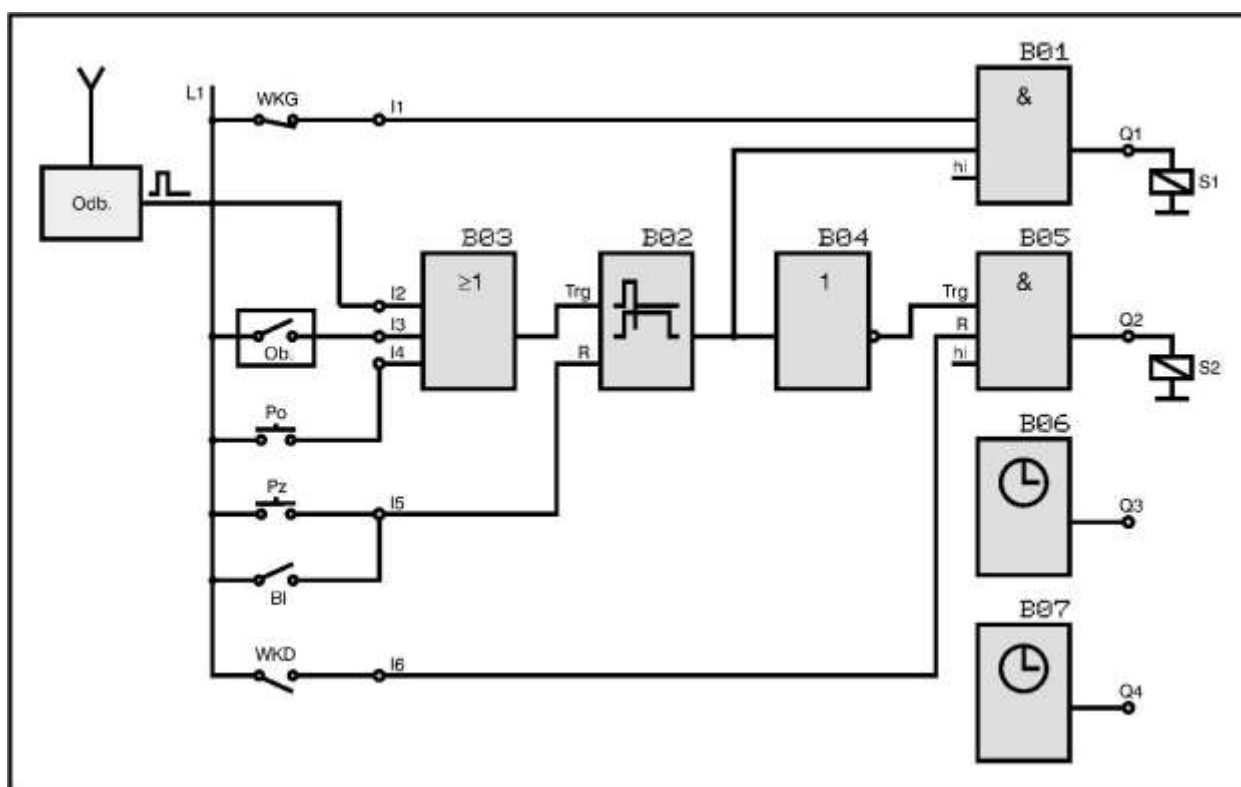 B01
L1
WKG
I1
&
Q1
hi
S1
Odb.
B03
B02
B04
B05
I2
≥1
Trg
1
Trg
&
I3
R
Q2
Ob.
I4
R
hi
S2
Po
B06
Pz
I5
Q3
Bl
B07
WKD
I6
Q4